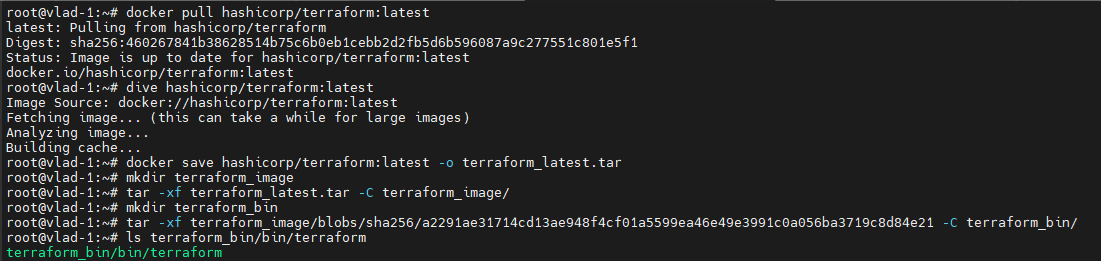 root@vlad-1:~# docker pull hashicorp/terraform:latest
latest: Pulling from hashicorp/terraform
Digest: sha256:460267841b38628514b75c6b0eb1cebb2d2fb5d6b596087a9c277551c801e5f1
Status: Image is up to date for hashicorp/terraform:latest
docker.io/hashicorp/terraform:latest
root@vlad-1:~# dive hashicorp/terraform:latest
Image Source: docker://hashicorp/terraform:latest
Fetching image... (this can take a while for large images)
Analyzing image...
Building cache...
root@vlad-1:~# docker save hashicorp/terraform:latest -o terraform_latest.tar
root@vlad-1:~# mkdir terraform_image
root@vlad-1:~# tar -xf terraform_latest.tar -C terraform_image/
root@vlad-1:~# mkdir terraform_bin
root@vlad-1:~# tar -xf terraform_image/blobs/sha256/a2291ae31714cd13ae948f4cf01a5599ea46e49e3991c0a056ba3719c8d84e21 -C terraform_bin/
root@vlad-1:~# ls terraform_bin/bin/terraform
terraform_bin/bin/terraform